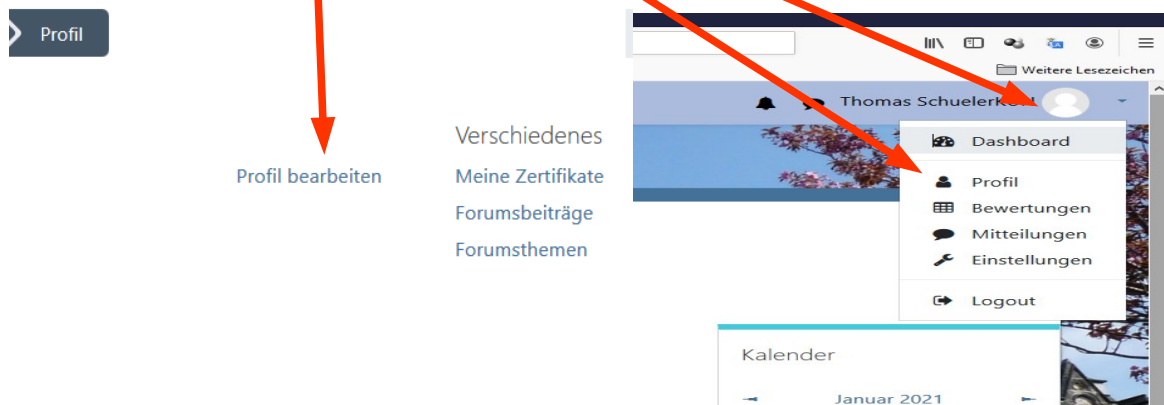 Profil
Profil bearbeiten
Verschiedenes
Meine Zertifikate
Forumsbeiträge
Forumsthemen
Weitere Lesezeichen
Thomas
Dashboard
Profil
Bewertungen
Mitteilungen
Einstellungen
Logout
Kalender
Januar 2021